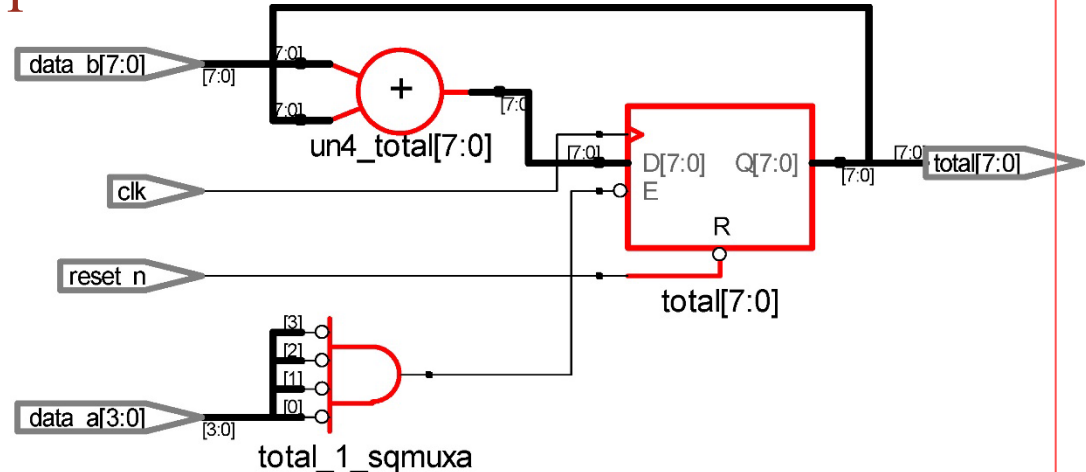 data_b[7:0]
[7:0]
7:0]
7:0]
+
un4_total[7:0]
[7:0
clk
[7:0]
D[7:0]
Q[7:0]
E
R
[7:0]
[7:0]
total[7:0]
reset_n
total[7:0]
[3]
[2]
[1]
[0]
data_a[3:0]
[3:0]
total_1_sqmuxa